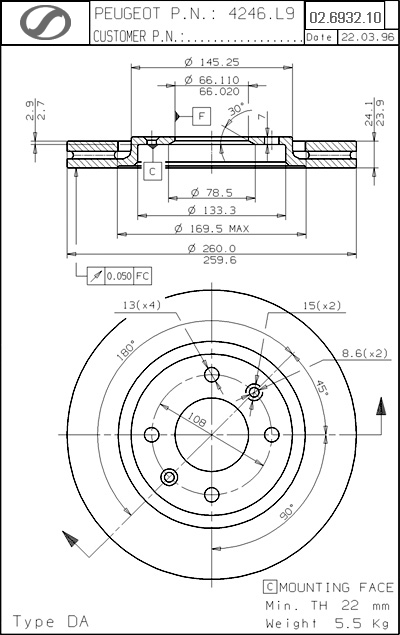 PEUGEOT P.N.: 4246.L9
02.6932.10
CUSTOMER P.N.:....................
Date 22.03.96
Ø 145.25
Ø 66.110
66.020
F
30°
7
2.9
2.7
24.1
23.9
C
Ø 78.5
Ø 133.3
Ø 169.5 MAX
Ø 260.0
259.6
0.050 FC
13(x4)
15(x2)
8.6(x2)
180°
45°
108
90°
C MOUNTING FACE
Min. TH 22 mm
Type DA
Weight 5.5 Kg